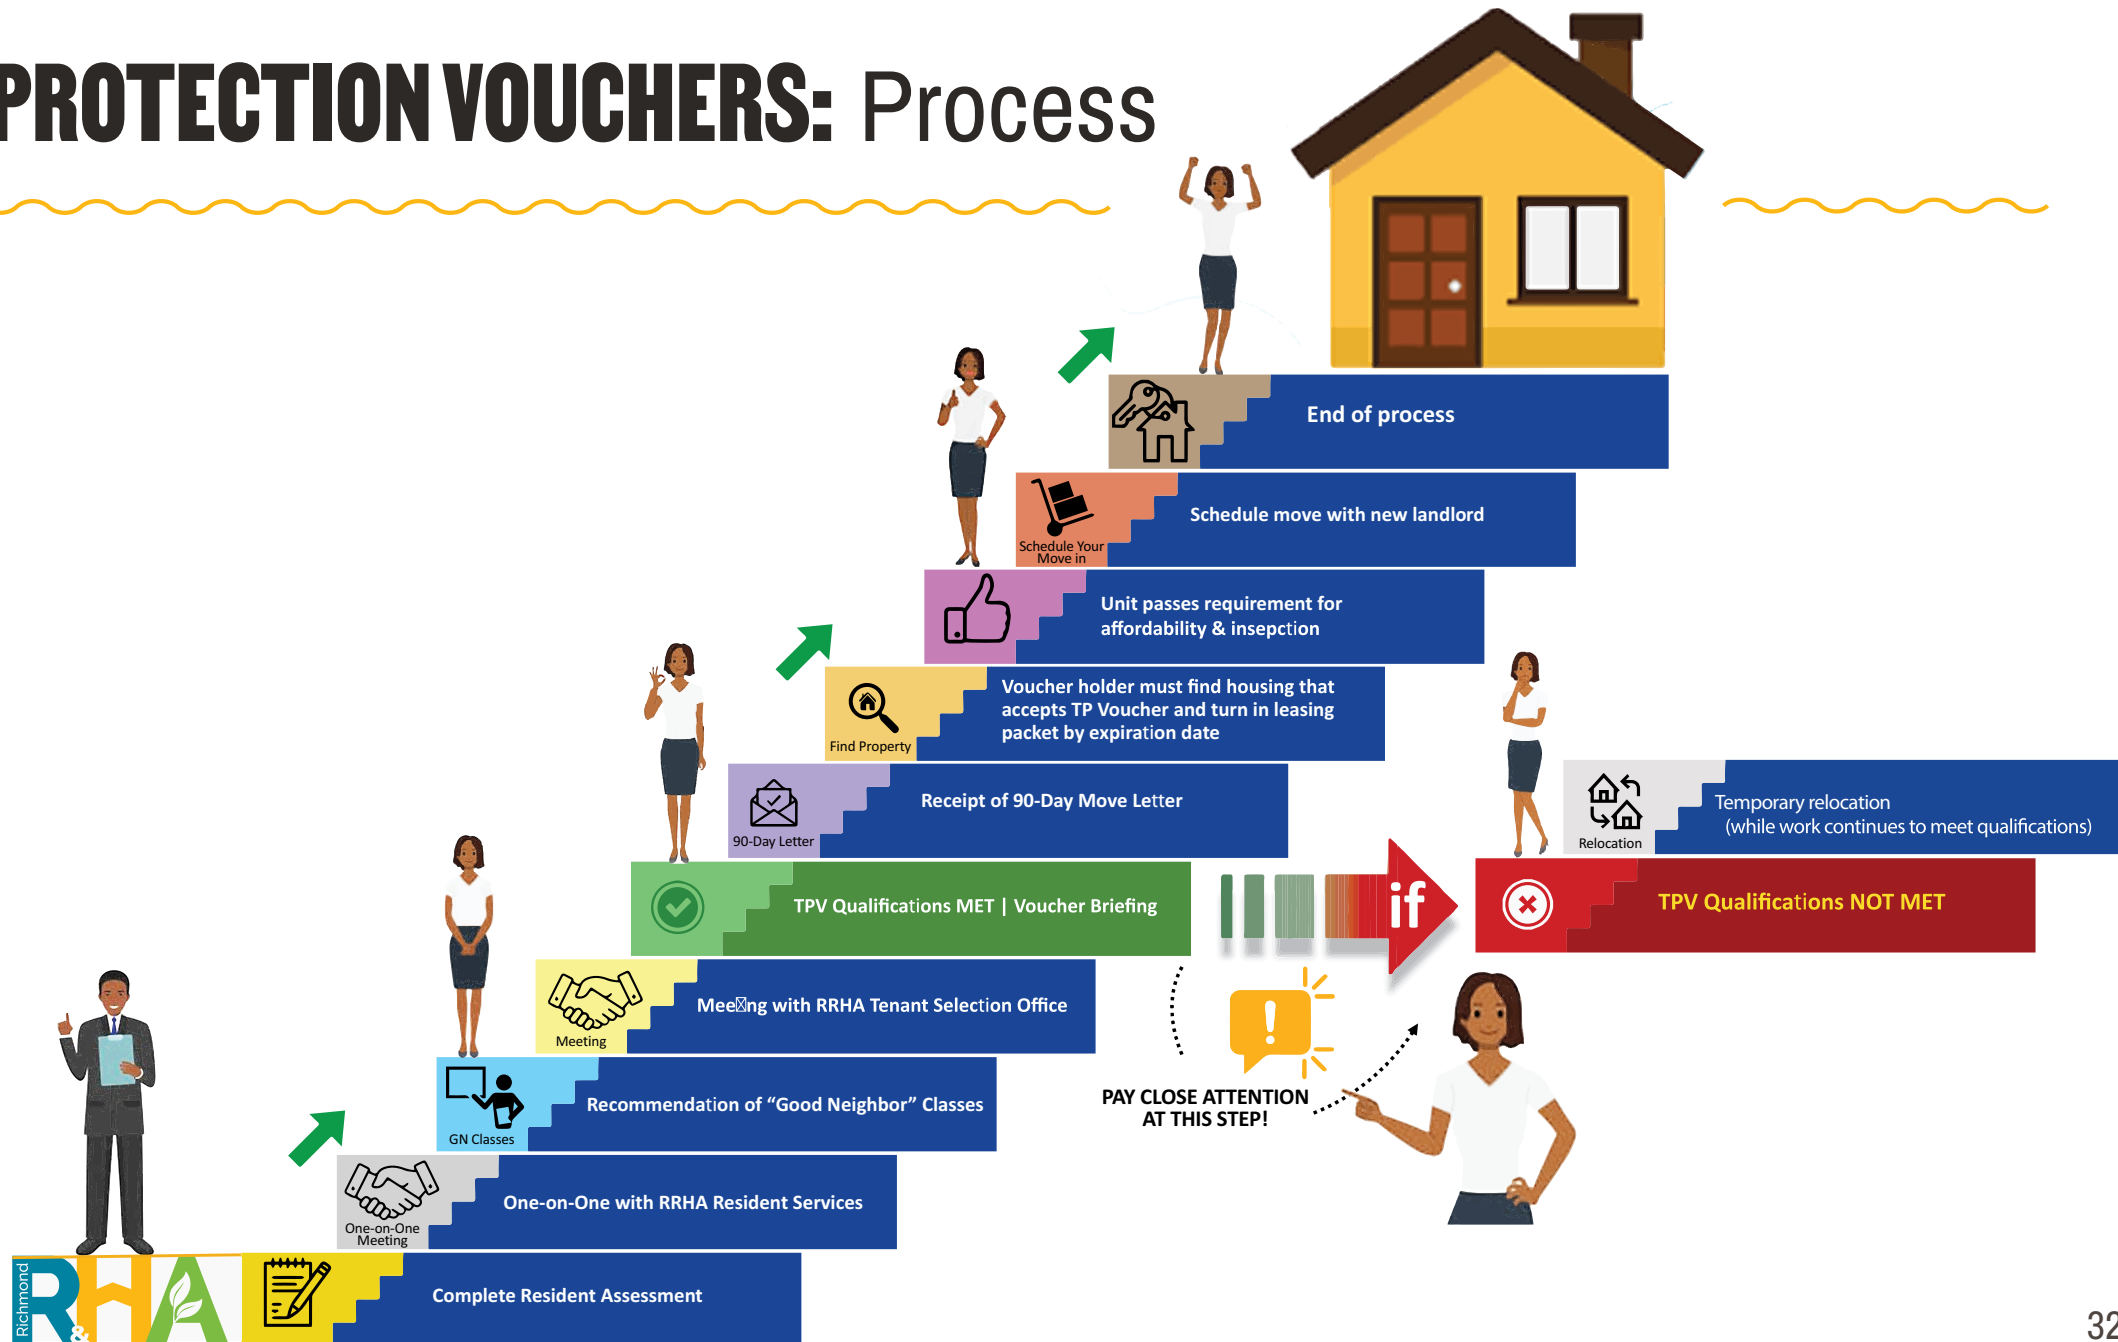 PROTECTION VOUCHERS: Process
End of process
Schedule Your
Move in
Schedule move with new landlord
Unit passes requirement for
affordability & insepction
Find Property
Voucher holder must find housing that
accepts TP Voucher and turn in leasing
packet by expiration date
90-Day Letter
Receipt of 90-Day Move Letter
Relocation
Temporary relocation
(while work continues to meet qualifications)
TPV Qualifications MET | Voucher Briefing
if
TPV Qualifications NOT MET
Meeting
Mee☒ng with RRHA Tenant Selection Office
PAY CLOSE ATTENTION
AT THIS STEP!
GN Classes
Recommendation of “Good Neighbor” Classes
One-on-One
Meeting
One-on-One with RRHA Resident Services
Richmond
R&HA
Complete Resident Assessment
32